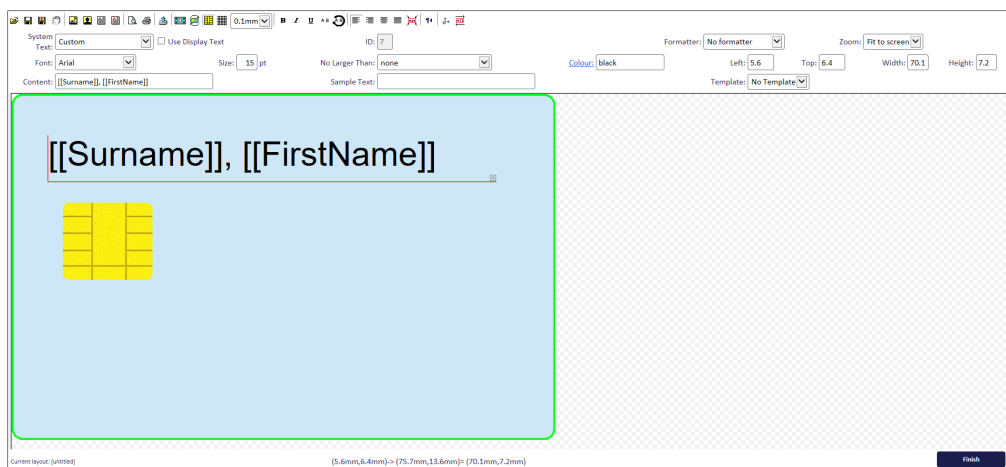 0.1mm B I U
System Text: Custom Use Display Text ID: 7 Formatter: No formatter Zoom: Fit to screen
Font: Arial Size: 15 pt No Larger Than: none Colour: black Left: 5.6 Top: 6.4 Width: 70.1 Height: 7.2
Content: [[Surname]], [[FirstName]] Sample Text: Template: No Template
[[Surname]], [[FirstName]]
Current layout: [untitled] (5.6mm,6.4mm)-> (75.7mm,13.6mm)= (70.1mm,7.2mm) Finish